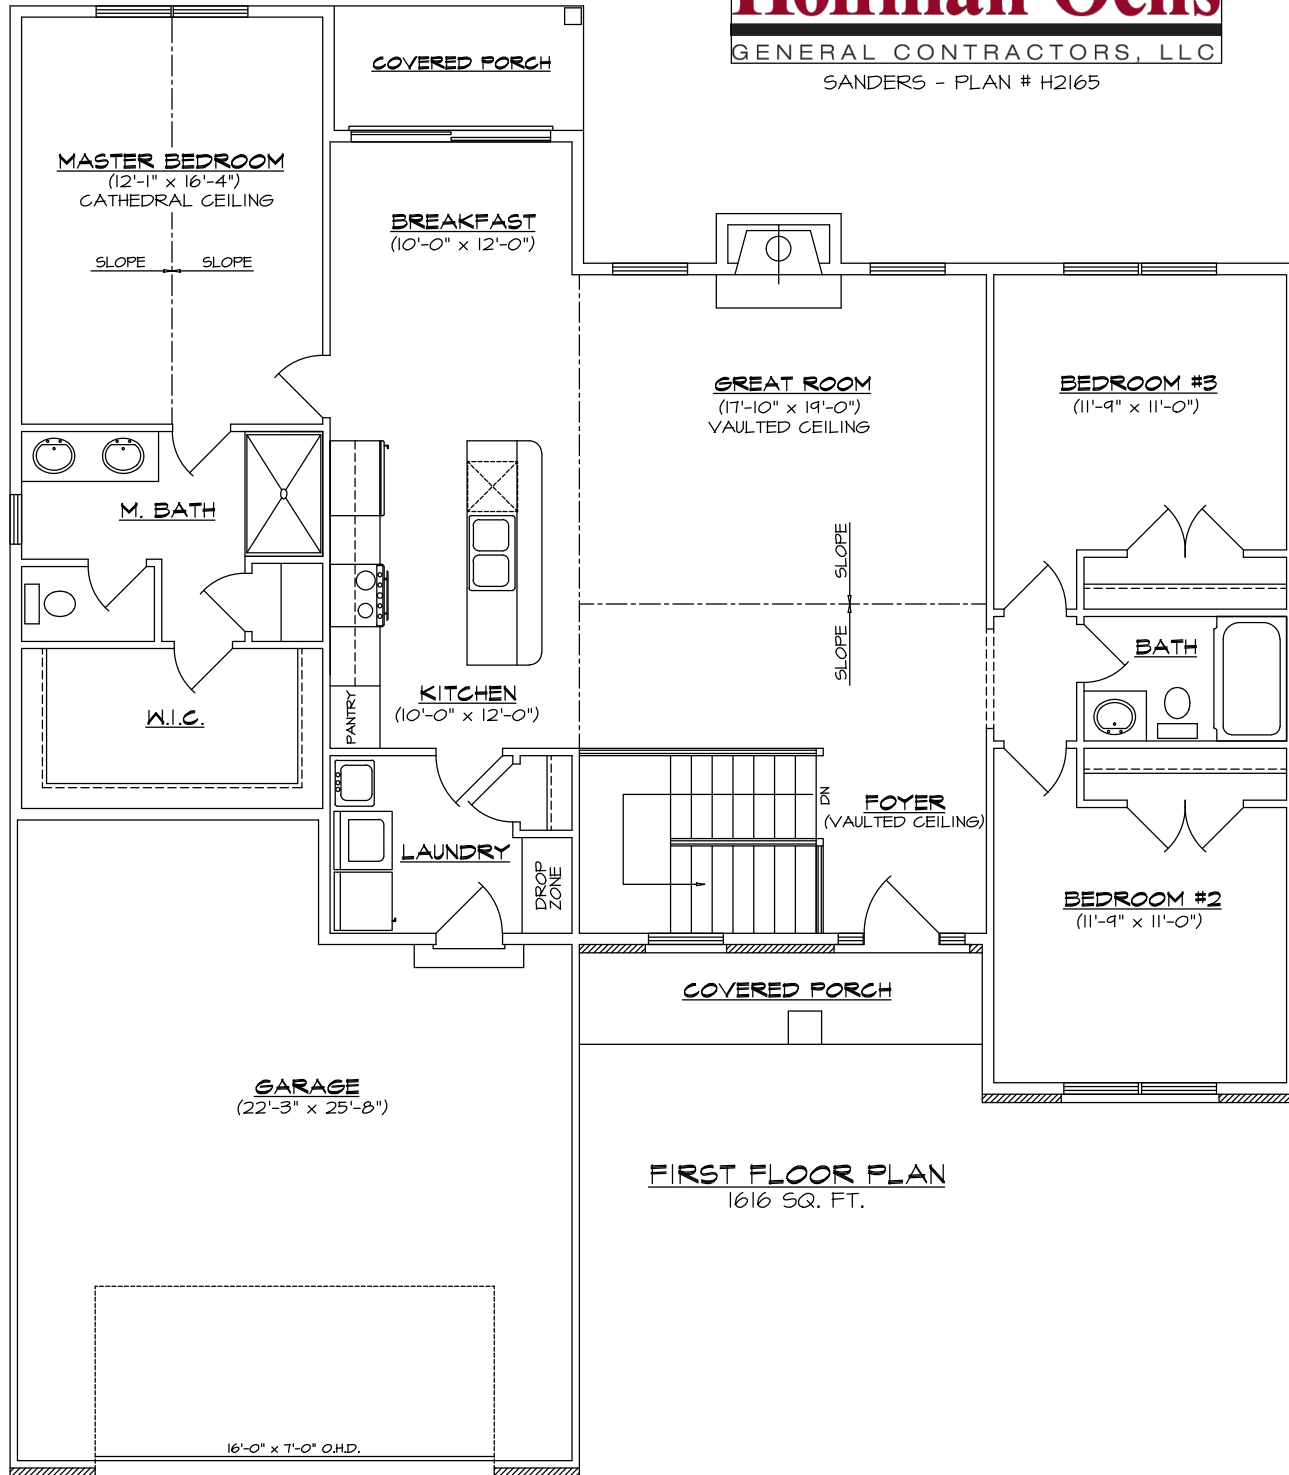 GENERAL CONTRACTORS, LLC
SANDERS - PLAN # H2165
COVERED PORCH
MASTER BEDROOM
(12'-1" x 16'-4")
CATHEDRAL CEILING
SLOPE SLOPE
BREAKFAST
(10'-0" x 12'-0")
GREAT ROOM
(17'-10" x 19'-0")
VAULTED CEILING
BEDROOM #3
(11'-9" x 11'-0")
M. BATH
SLOPE
SLOPE
BATH
W.I.C.
PANTRY
KITCHEN
(10'-0" x 12'-0")
DN
FOYER
(VAULTED CEILING)
LAUNDRY
DROP
ZONE
BEDROOM #2
(11'-9" x 11'-0")
COVERED PORCH
GARAGE
(22'-3" x 25'-8")
FIRST FLOOR PLAN
1616 SQ. FT.
16'-0" x 7'-0" O.H.D.